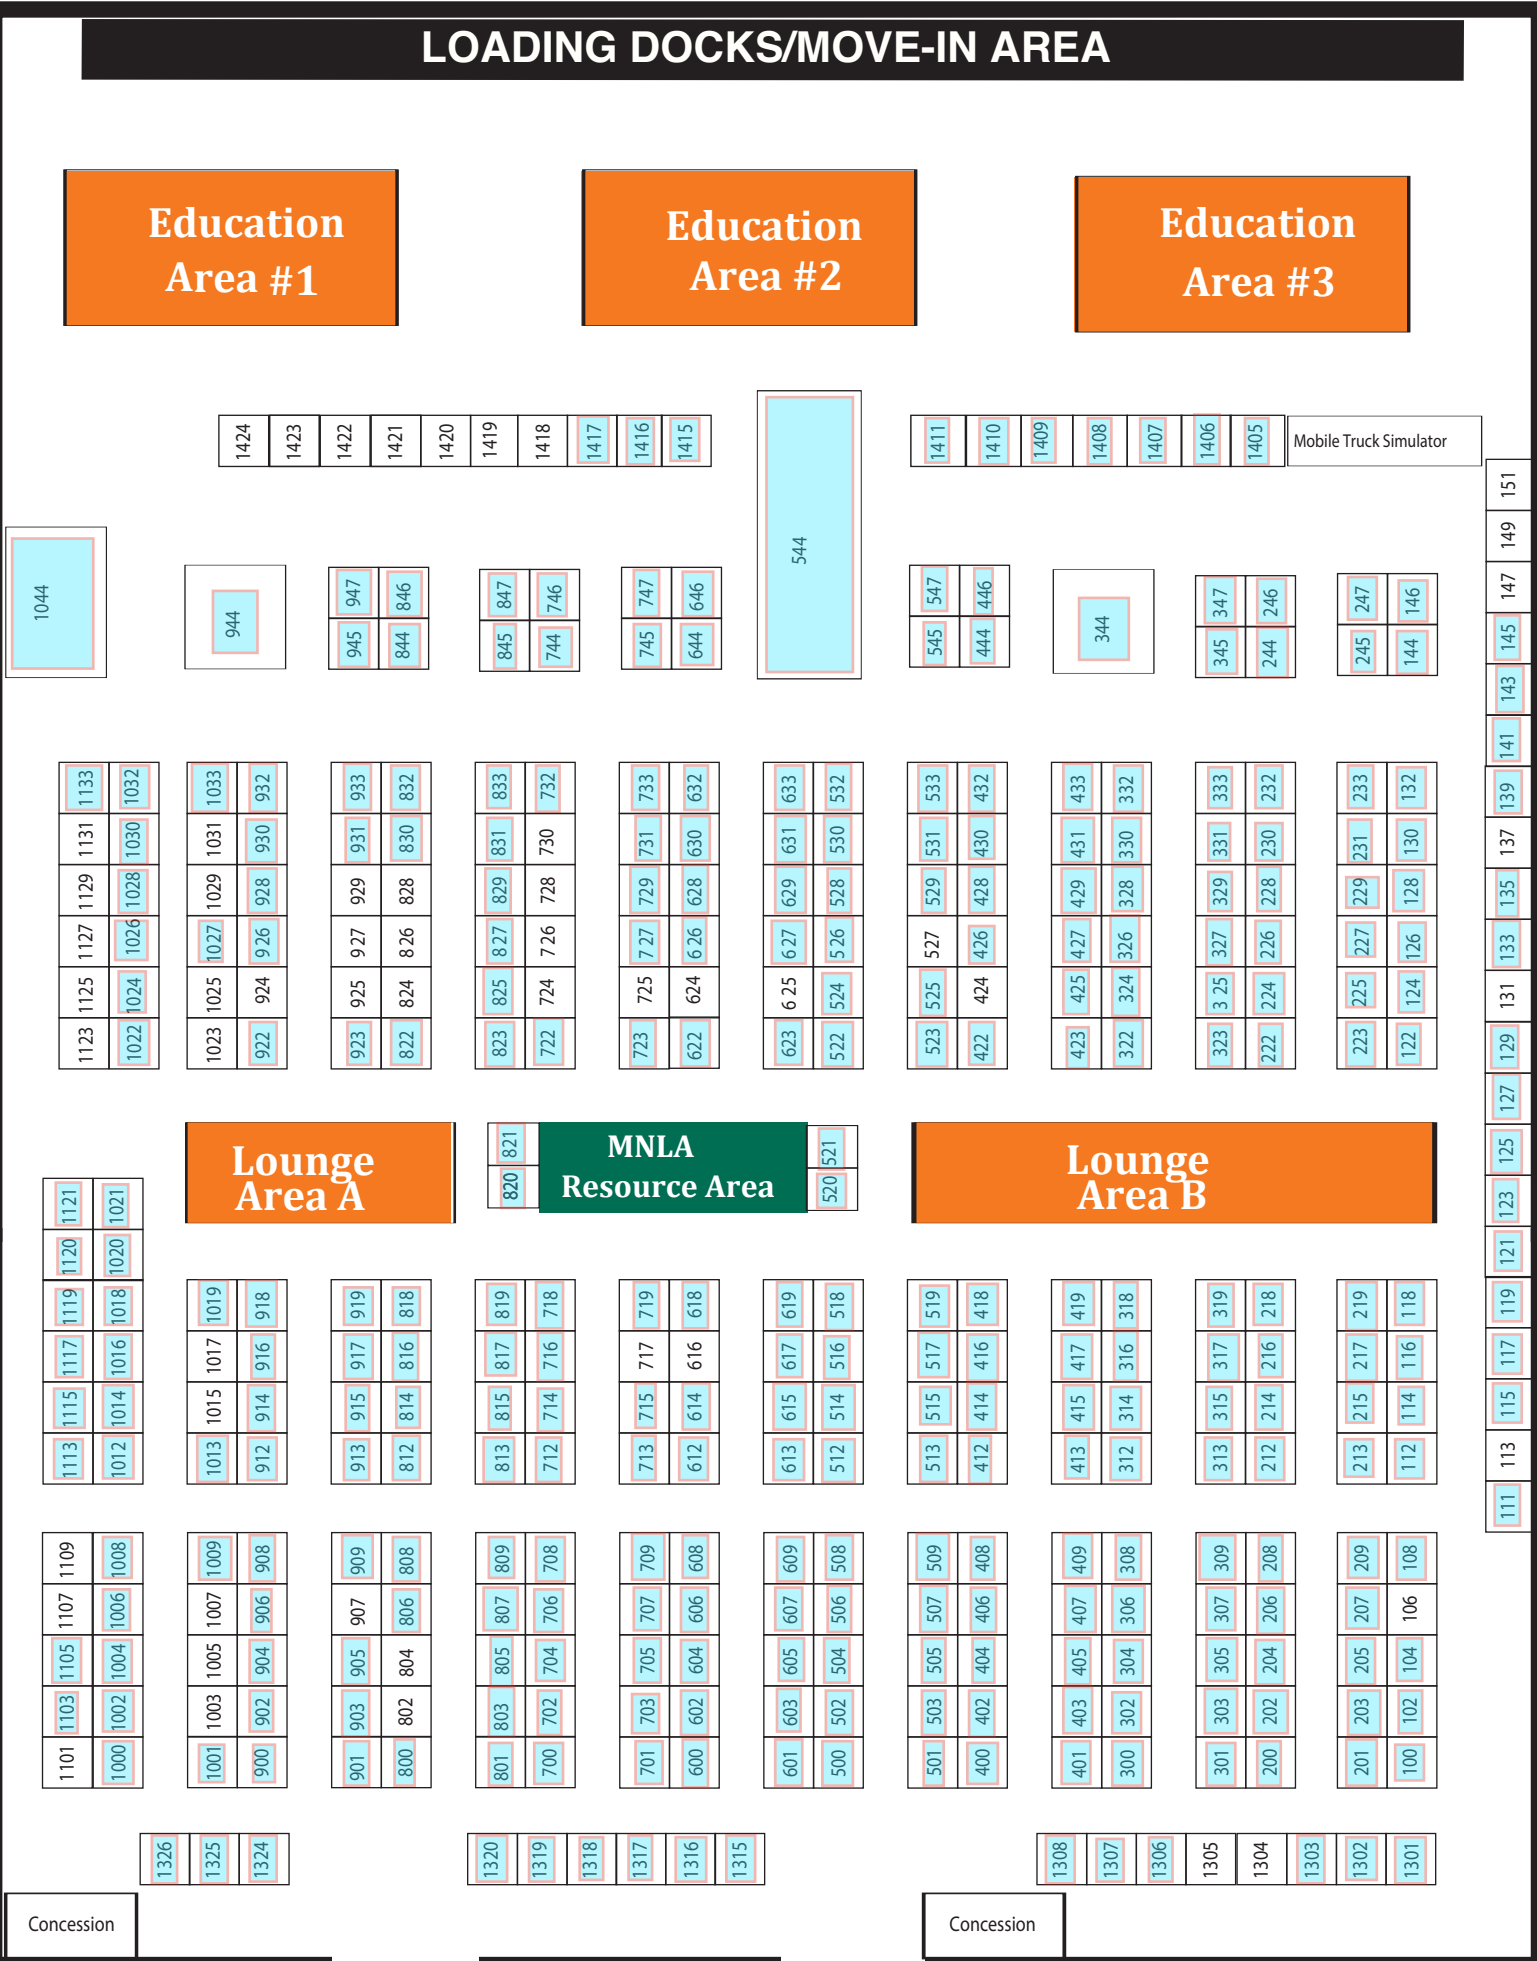 LOADING DOCKS/MOVE-IN AREA
Education
Area #1
Education
Area #2
Education
Area #3
1424 1423 1422 1421 1420 1419 1418 1417 1416 1415
1411 1410 1409 1408 1407 1406 1405 Mobile Truck Simulator
544
1044
944
947 846
945 844
847 746
845 744
747 646
745 644
547 446
545 444
344
347 246
345 244
247 146
245 144
151
149
147
145
143
141
139
137
135
133
131
129
127
125
123
121
119
117
115
113
111
1133 1032 1033 932 933 832 833 732 733 632 633 532 533 432 433 332 333 232 233 132
1131 1030 1031 930 931 830 831 730 731 630 631 530 531 430 431 330 331 230 231 130
1129 1028 1029 928 929 828 829 728 729 628 629 528 529 428 429 328 329 228 229 128
1127 1026 1027 926 927 826 827 726 727 626 627 526 527 426 427 326 327 226 227 126
1125 1024 1025 924 925 824 825 724 725 624 6 25 524 525 424 425 324 3 25 224 225 124
1123 1022 1023 922 923 822 823 722 723 622 623 522 523 422 423 322 323 222 223 122
Lounge
Area A
821
820
MNLA
Resource Area
521
520
Lounge
Area B
1121 1021
1120 1020
1119 1018 1019 918 919 818 819 718 719 618 619 518 519 418 419 318 319 218 219 118
1117 1016 1017 916 917 816 817 716 717 616 617 516 517 416 417 316 317 216 217 116
1115 1014 1015 914 915 814 815 714 715 614 615 514 515 414 415 314 315 214 215 114
1113 1012 1013 912 913 812 813 712 713 612 613 512 513 412 413 312 313 212 213 112
1109 1008 1009 908 909 808 809 708 709 608 609 508 509 408 409 308 309 208 209 108
1107 1006 1007 906 907 806 807 706 707 606 607 506 507 406 407 306 307 206 207 106
1105 1004 1005 904 905 804 805 704 705 604 605 504 505 404 405 304 305 204 205 104
1103 1002 1003 902 903 802 803 702 703 602 603 502 503 402 403 302 303 202 203 102
1101 1000 1001 900 901 800 801 700 701 600 601 500 501 400 401 300 301 200 201 100
1326 1325 1324
1320 1319 1318 1317 1316 1315
1308 1307 1306 1305 1304 1303 1302 1301
Concession
Concession